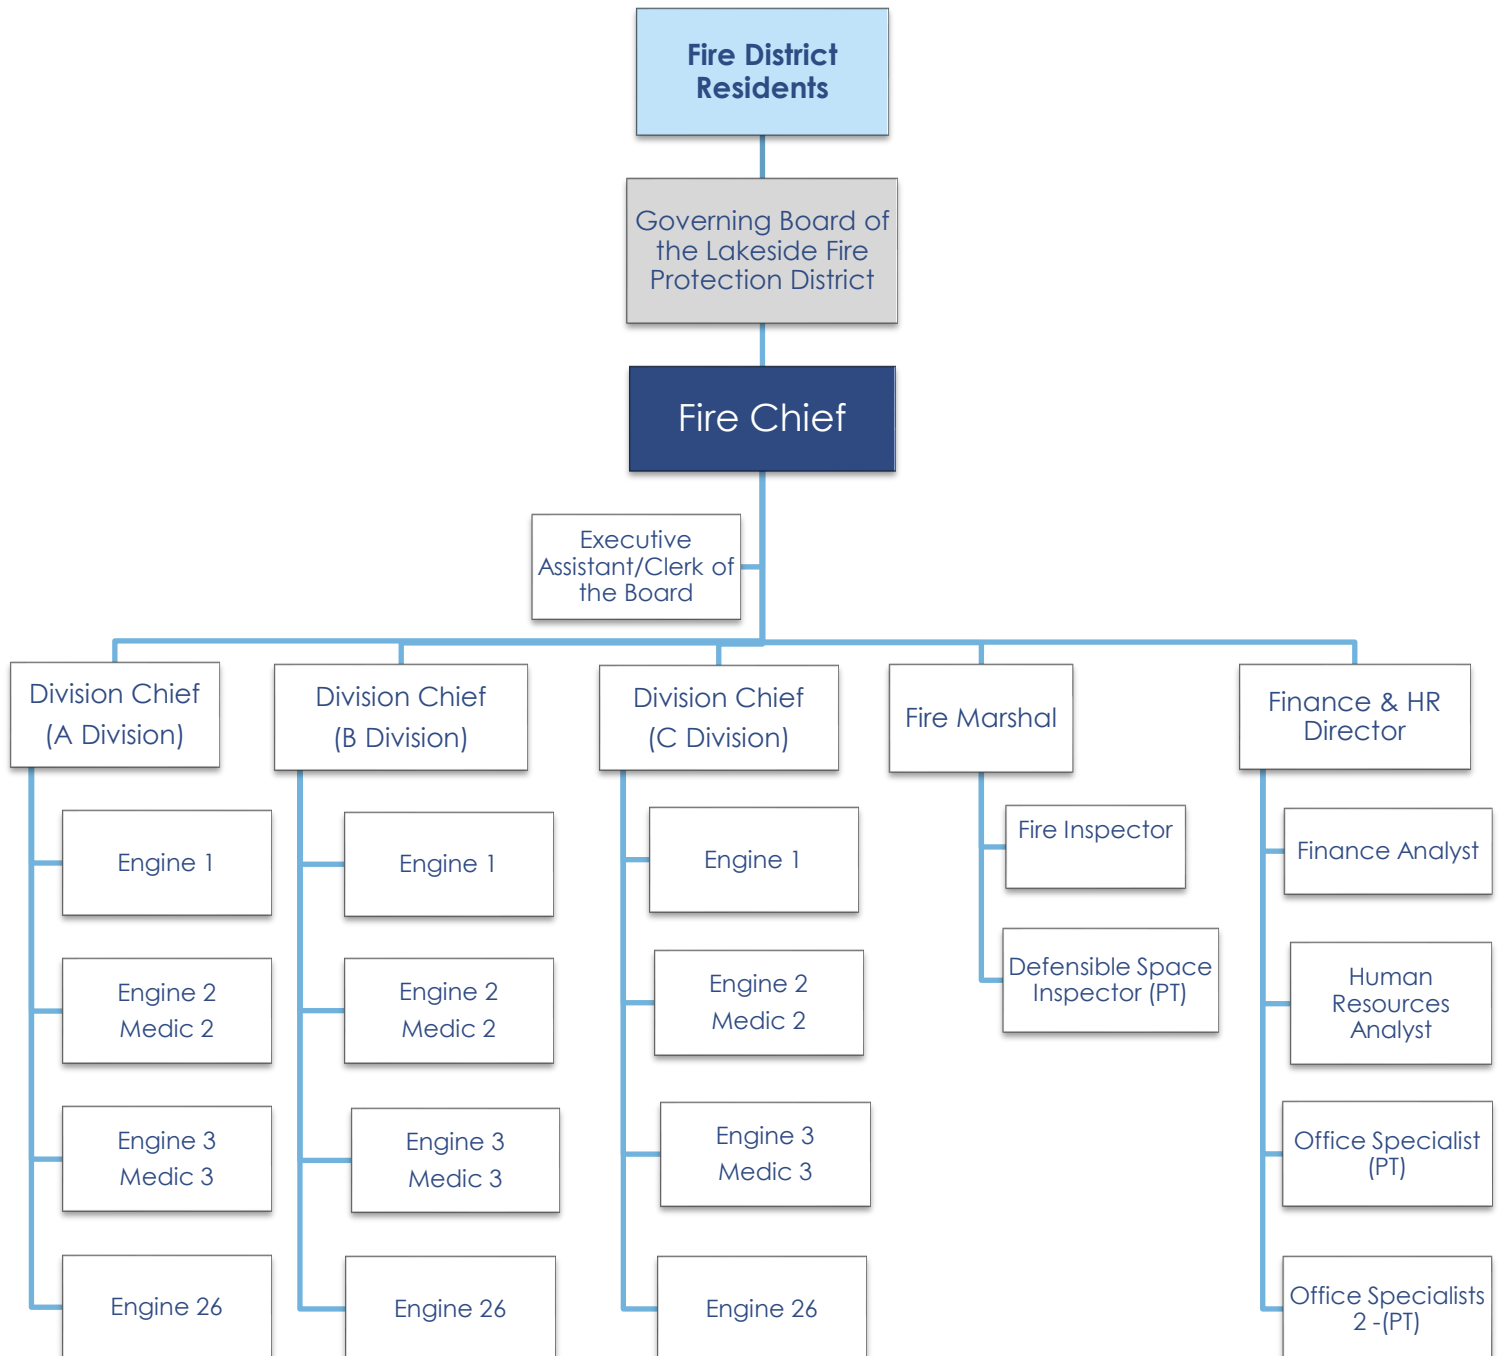 Fire District
Residents
Governing Board of
the Lakeside Fire
Protection District
Fire Chief
Executive
Assistant/Clerk of
the Board
Division Chief
(A Division)
Division Chief
(B Division)
Division Chief
(C Division)
Fire Marshal
Finance & HR
Director
Engine 1
Engine 2
Medic 2
Engine 3
Medic 3
Engine 26
Engine 1
Engine 2
Medic 2
Engine 3
Medic 3
Engine 26
Engine 1
Engine 2
Medic 2
Engine 3
Medic 3
Engine 26
Fire Inspector
Defensible Space
Inspector (PT)
Finance Analyst
Human
Resources
Analyst
Office Specialist
(PT)
Office Specialists
2 -(PT)